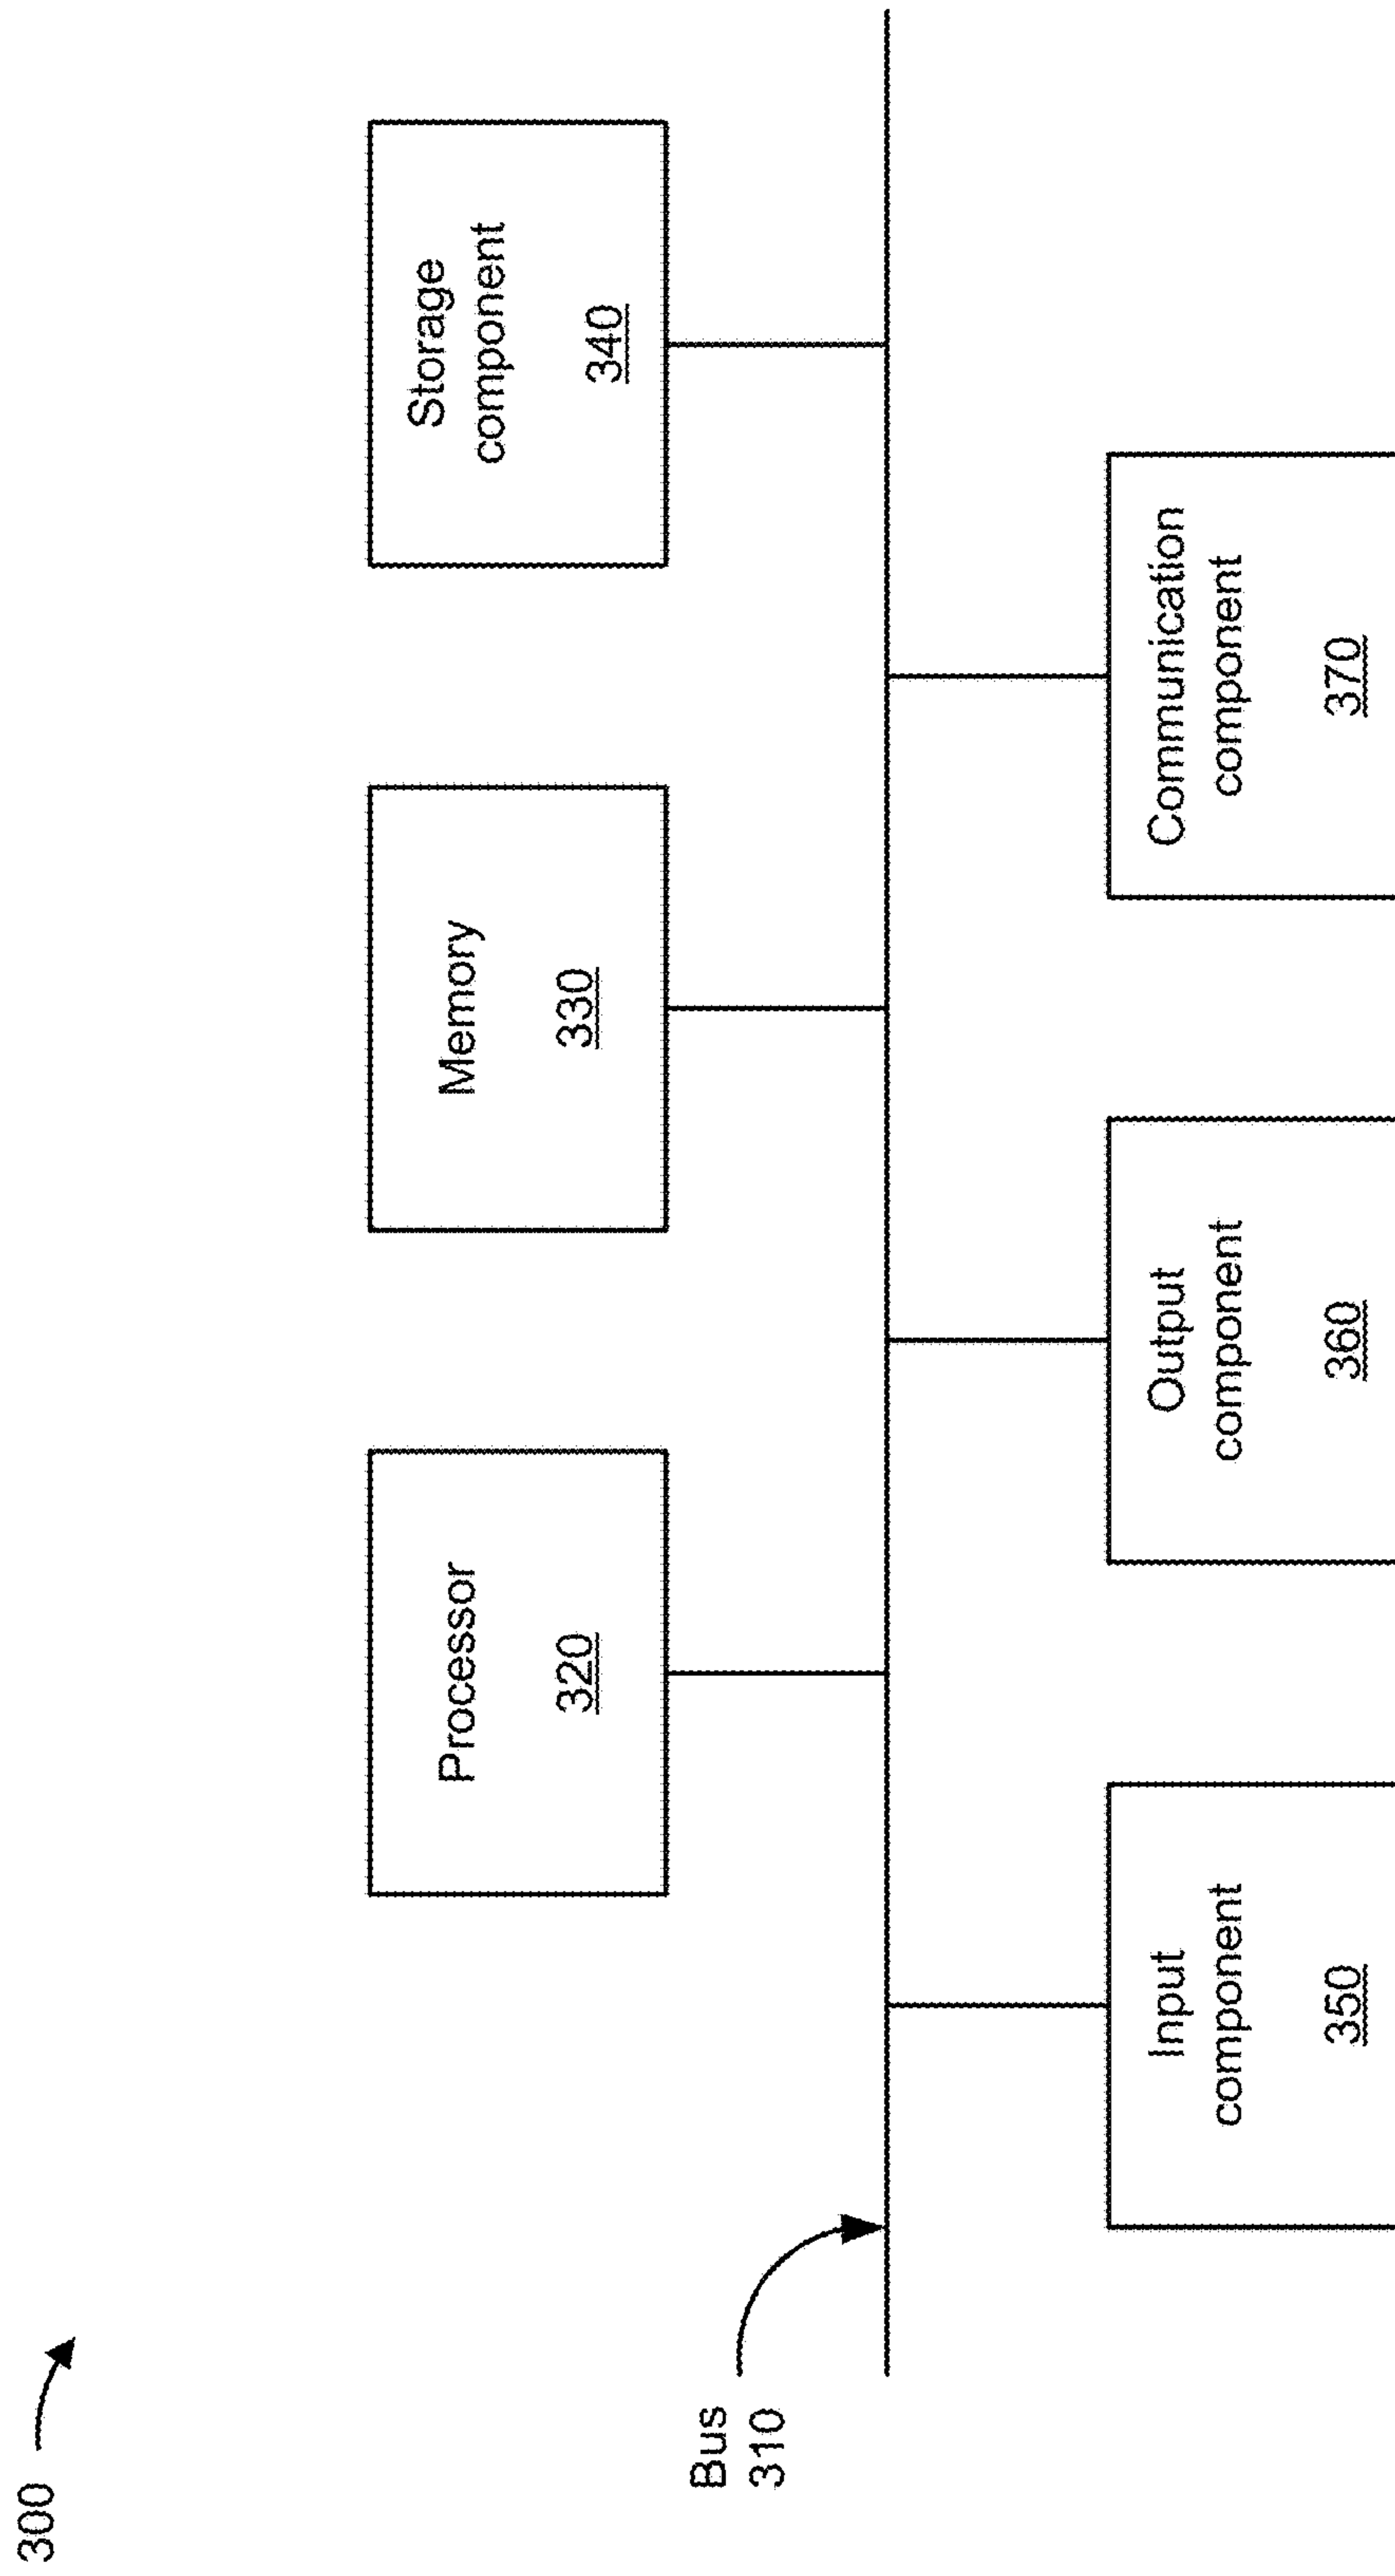 300
Processor
320
Memory
330
Storage
component
340
Bus
310
Input
component
350
Output
component
360
Communication
component
370